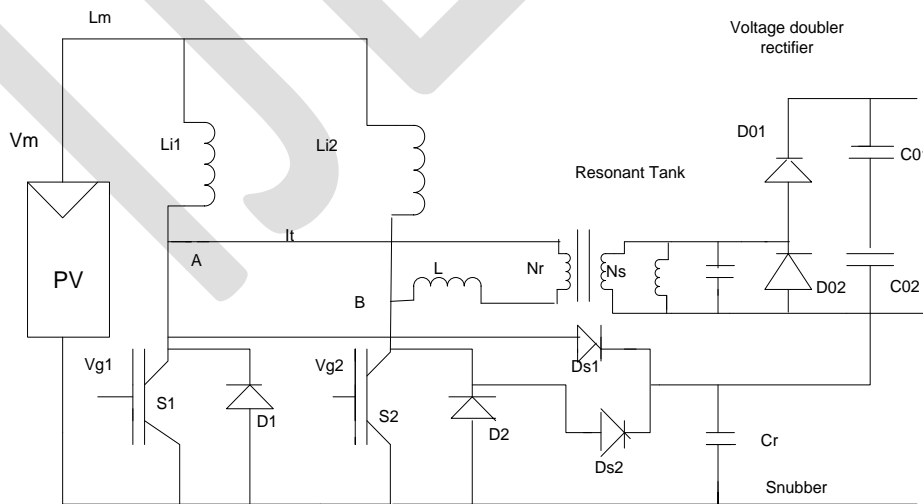 Lm
Voltage doubler
rectifier
Vm
Li1
Li2
D01
C01
Resonant Tank
It
A
PV
L
Nr
Ns
B
D02
C02
Vg1
Vg2
Ds1
S1
D1
S2
D2
Ds2
Cr
Snubber